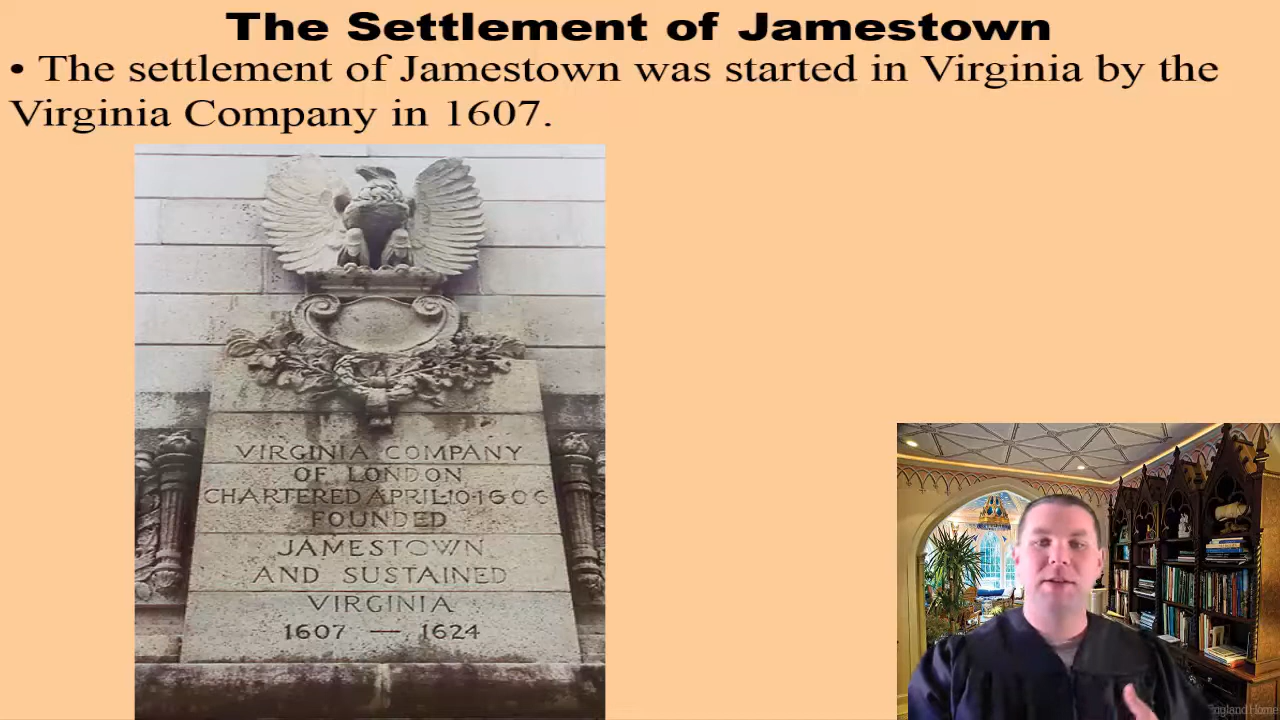 The Settlement of Jamestown
• The settlement of Jamestown was started in Virginia by the
Virginia Company in 1607.
VIRGINIA COMPANY
OF LONDON
CHARTERED APRIL·10·1606
FOUNDED
JAMESTOWN
AND SUSTAINED
VIRGINIA
1607 — 1624